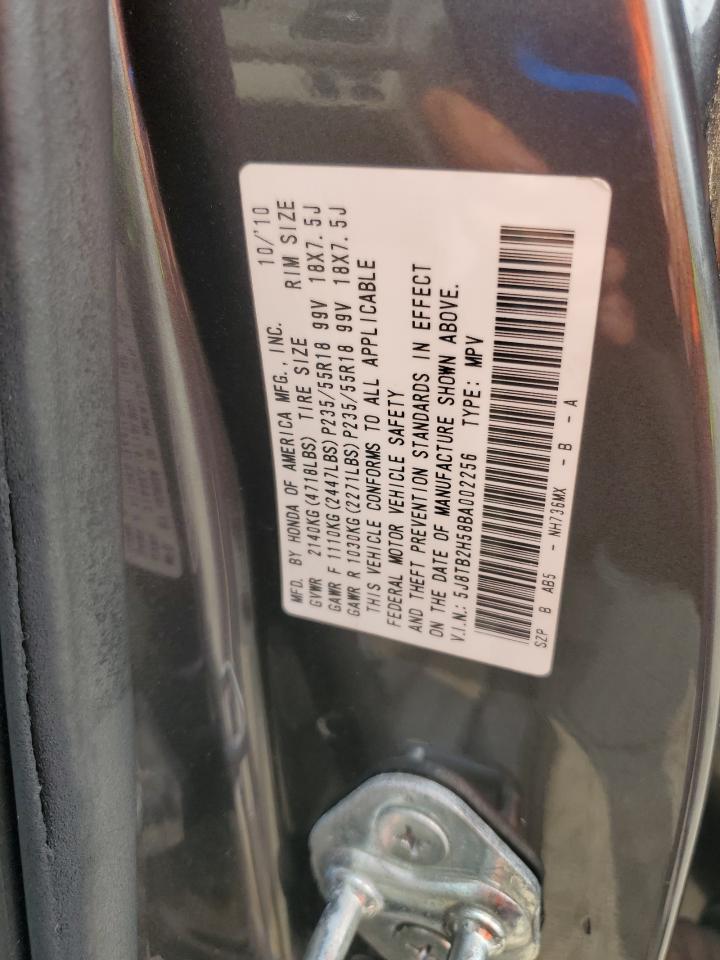 MFD. BY HONDA OF AMERICA MFG., INC. 10/'10
GVWR 2140KG(4718LBS) TIRE SIZE RIM SIZE
GAWR F 1110KG(2447LBS)P235/55R18 99V 18X7.5J
GAWR R 1030KG(2271LBS)P235/55R18 99V 18X7.5J
THIS VEHICLE CONFORMS TO ALL APPLICABLE
FEDERAL MOTOR VEHICLE SAFETY
AND THEFT PREVENTION STANDARDS IN EFFECT
ON THE DATE OF MANUFACTURE SHOWN ABOVE.
V.I.N.: 5J8TB2H58BA002256 TYPE: MPV
SZP B AB5 - NH736MX - B - A